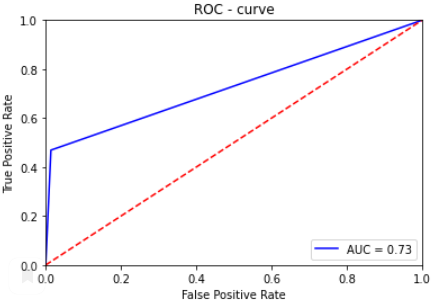 ROC - curve
True Positive Rate
1.0
0.8
0.6
0.4
0.2
0.0
AUC = 0.73
0.0 0.2 0.4 0.6 0.8 1.0
False Positive Rate